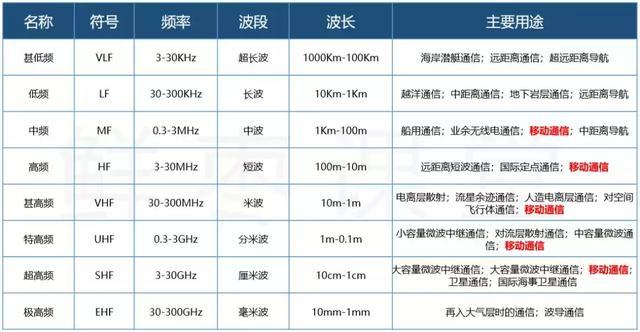 名称 符号 频率 波段 波长 主要用途
甚低频 VLF 3-30KHz 超长波 1000Km-100Km 海岸潜艇通信；远距离通信；超远距离导航
低频 LF 30-300KHz 长波 10Km-1Km 越洋通信；中距离通信；地下岩层通信；远距离导航
中频 MF 0.3-3MHz 中波 1Km-100m 船用通信；业余无线电通信；移动通信；中距离导航
高频 HF 3-30MHz 短波 100m-10m 远距离短波通信；国际定点通信；移动通信
甚高频 VHF 30-300MHz 米波 10m-1m 电离层散射；流星余迹通信；人造电离层通信；对空间
飞行体通信；移动通信
特高频 UHF 0.3-3GHz 分米波 1m-0.1m 小容量微波中继通信；对流层散射通信；中容量微波通
信；移动通信
超高频 SHF 3-30GHz 厘米波 10cm-1cm 大容量微波中继通信；大容量微波中继通信；移动通信；
卫星通信；国际海事卫星通信
极高频 EHF 30-300GHz 毫米波 10mm-1mm 再入大气层时的通信；波导通信